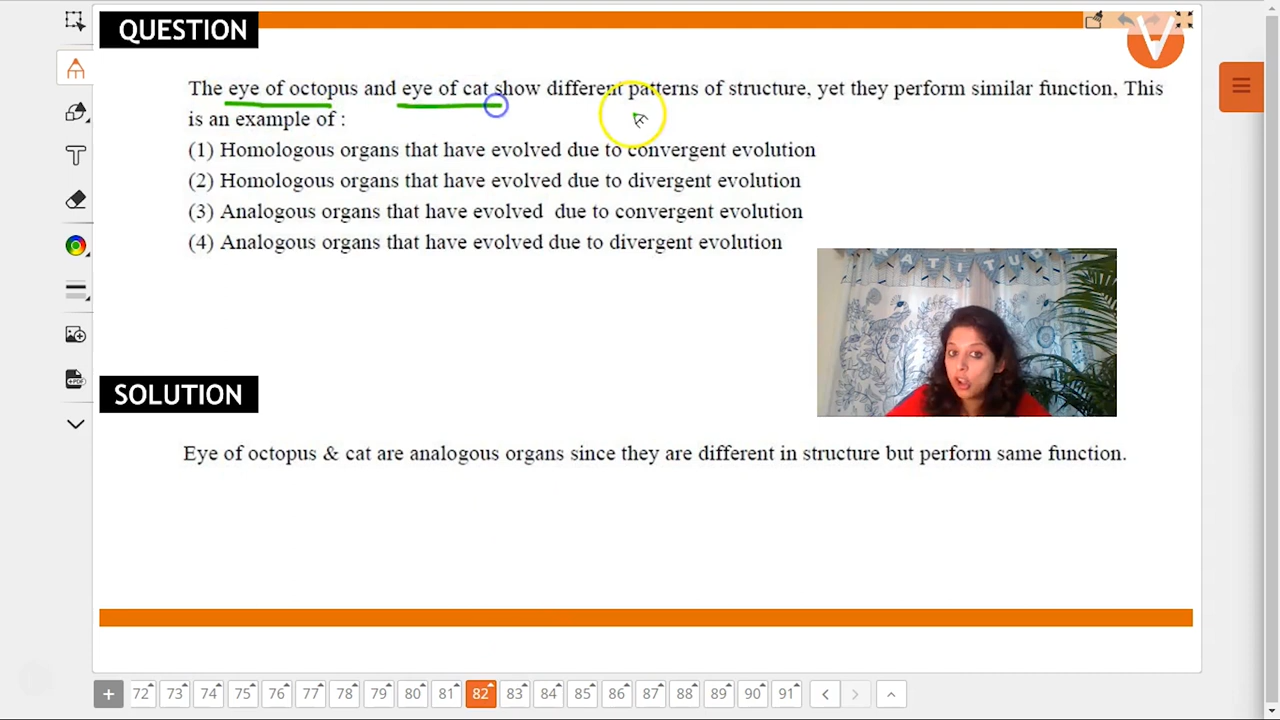 QUESTION
The eye of octopus and eye of cat show different patterns of structure, yet they perform similar function, This
is an example of :
(1) Homologous organs that have evolved due to convergent evolution
(2) Homologous organs that have evolved due to divergent evolution
(3) Analogous organs that have evolved due to convergent evolution
(4) Analogous organs that have evolved due to divergent evolution
ATITUD
SOLUTION
Eye of octopus & cat are analogous organs since they are different in structure but perform same function.
+PDF
72 73 74 75 76 77 78 79 80 81 82 83 84 85 86 87 88 89 90 91